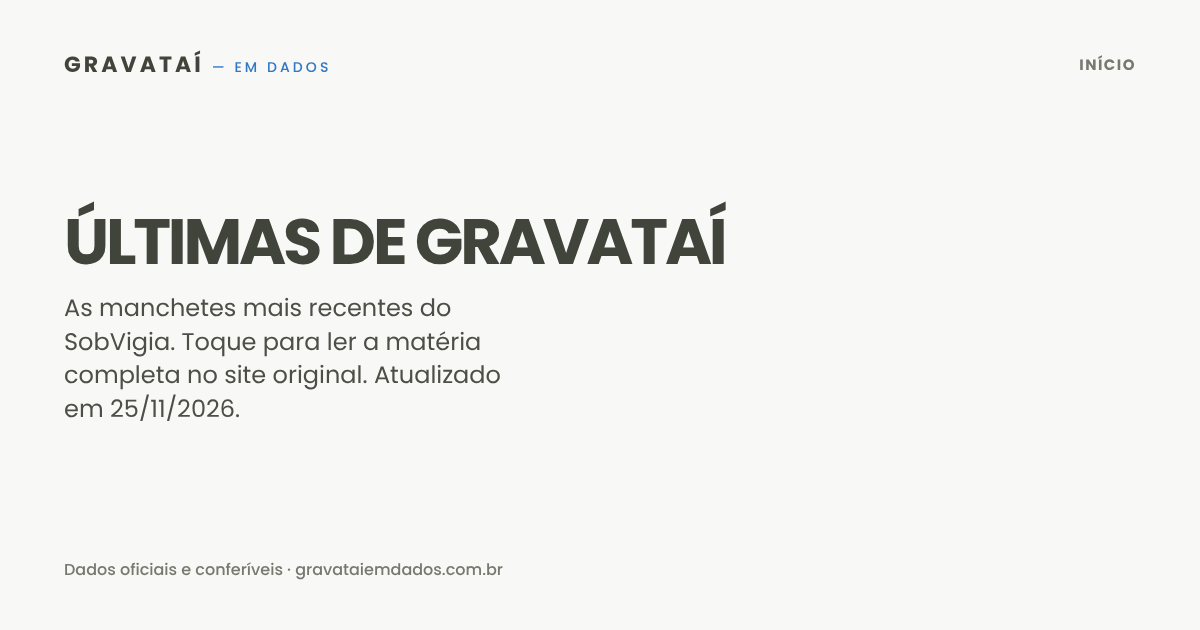 GRAVATAÍ — EM DADOS
INÍCIO
ÚLTIMAS DE GRAVATAÍ
As manchetes mais recentes do
SobVigia. Toque para ler a matéria
completa no site original. Atualizado
em 25/11/2026.
Dados oficiais e conferíveis · gravataiemdados.com.br